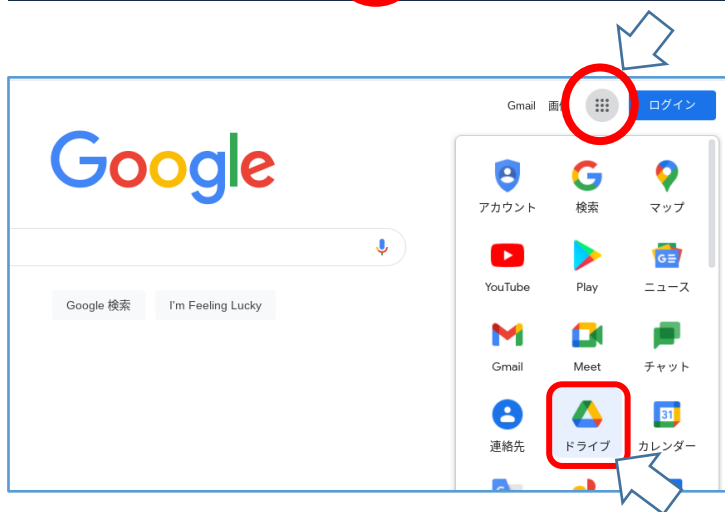 Gmail
ログイン
Google
アカウント 検索 マップ
YouTube Play ニュース
G≡
Google 検索 I'm Feeling Lucky
Gmail Meet チャット
31
連絡先 ドライブ カレンダー